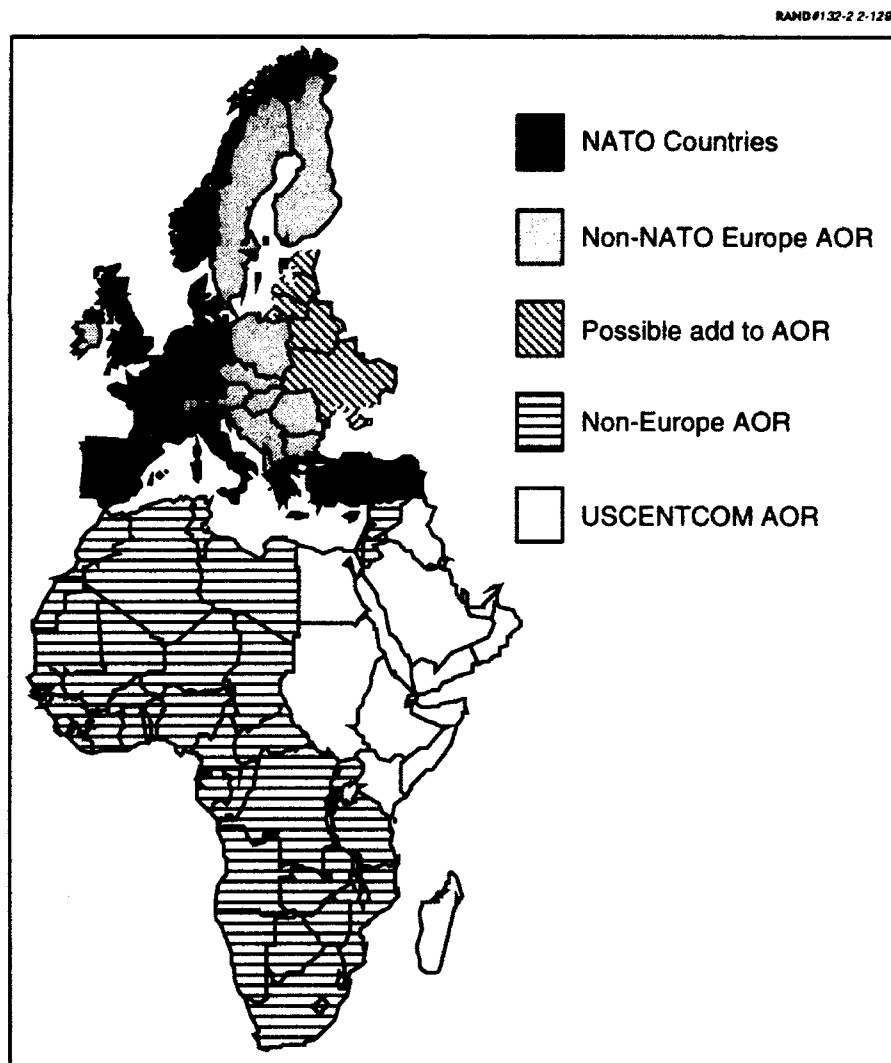 RAND#132-2 2-129
NATO Countries
Non-NATO Europe AOR
Possible add to AOR
Non-Europe AOR
USCENTCOM AOR